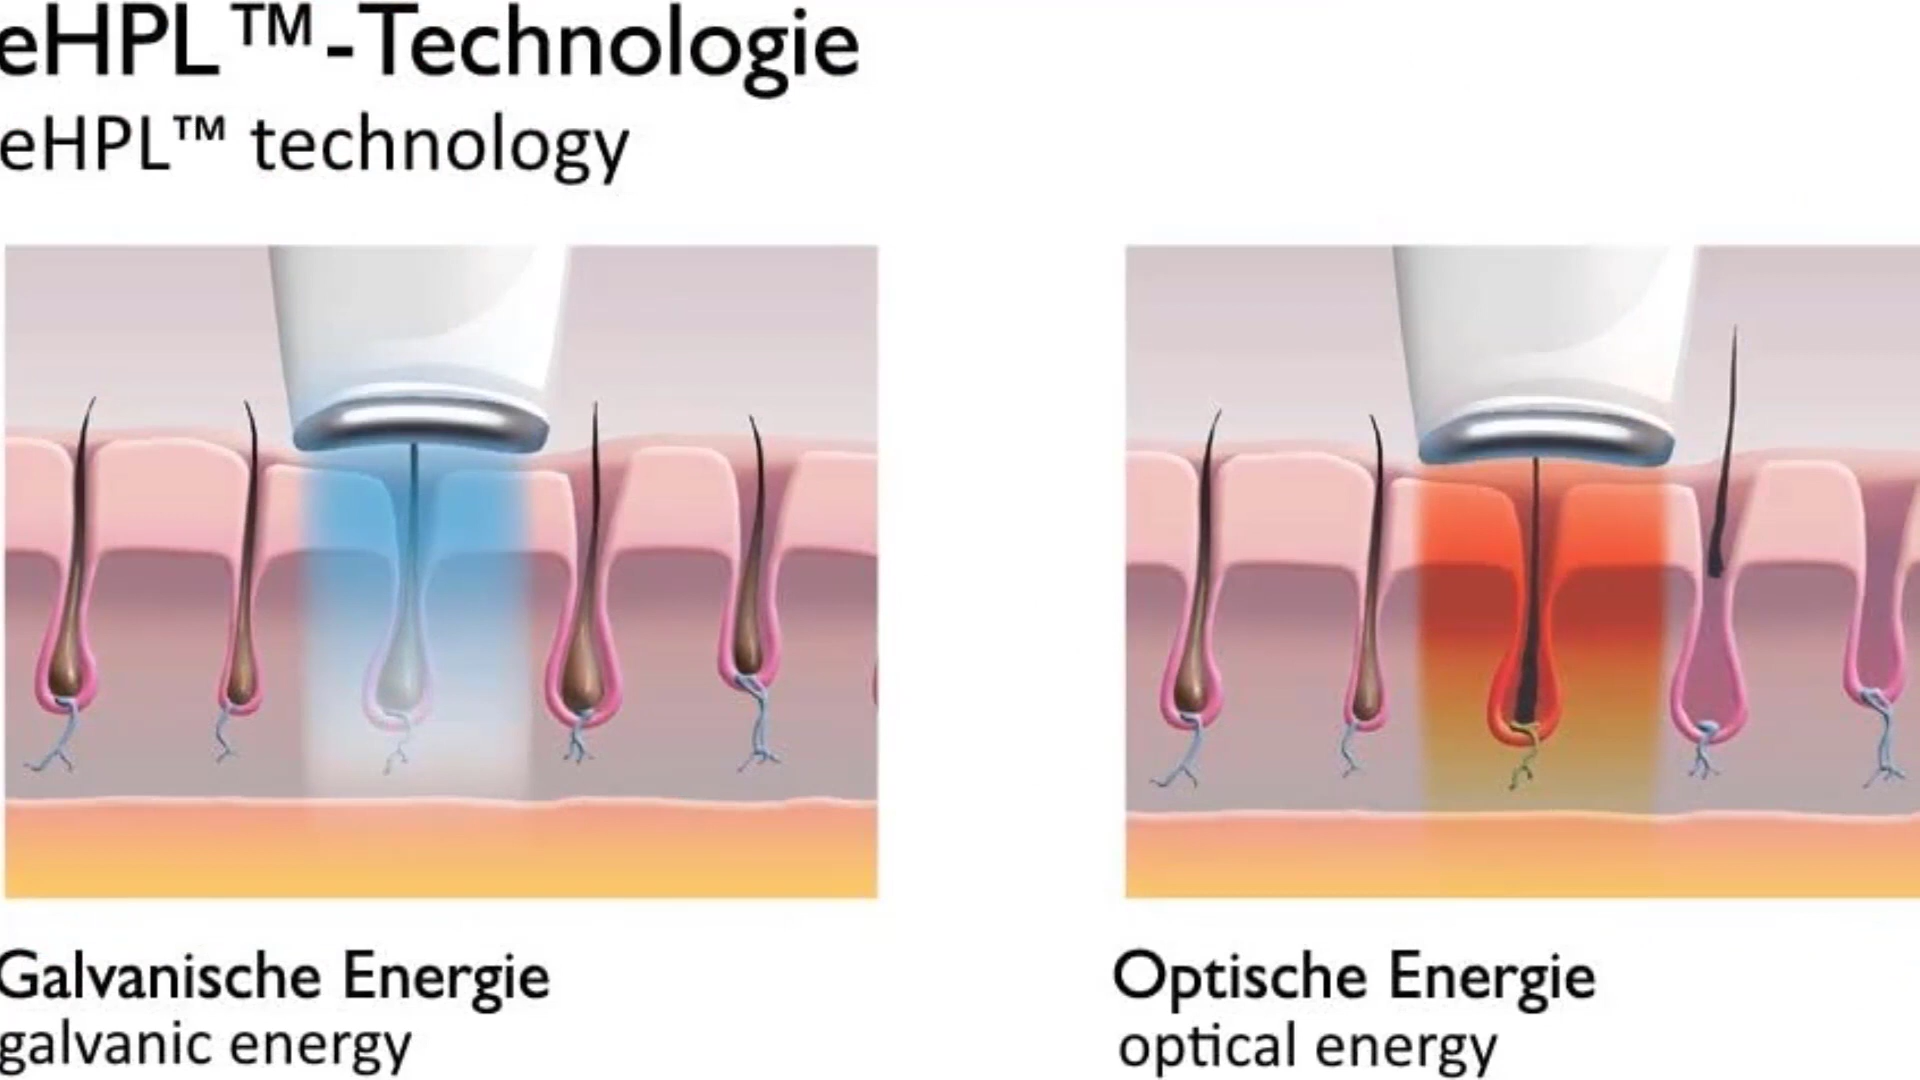 eHPL™-Technologie
eHPL™ technology
Galvanische Energie
galvanic energy
Optische Energie
optical energy